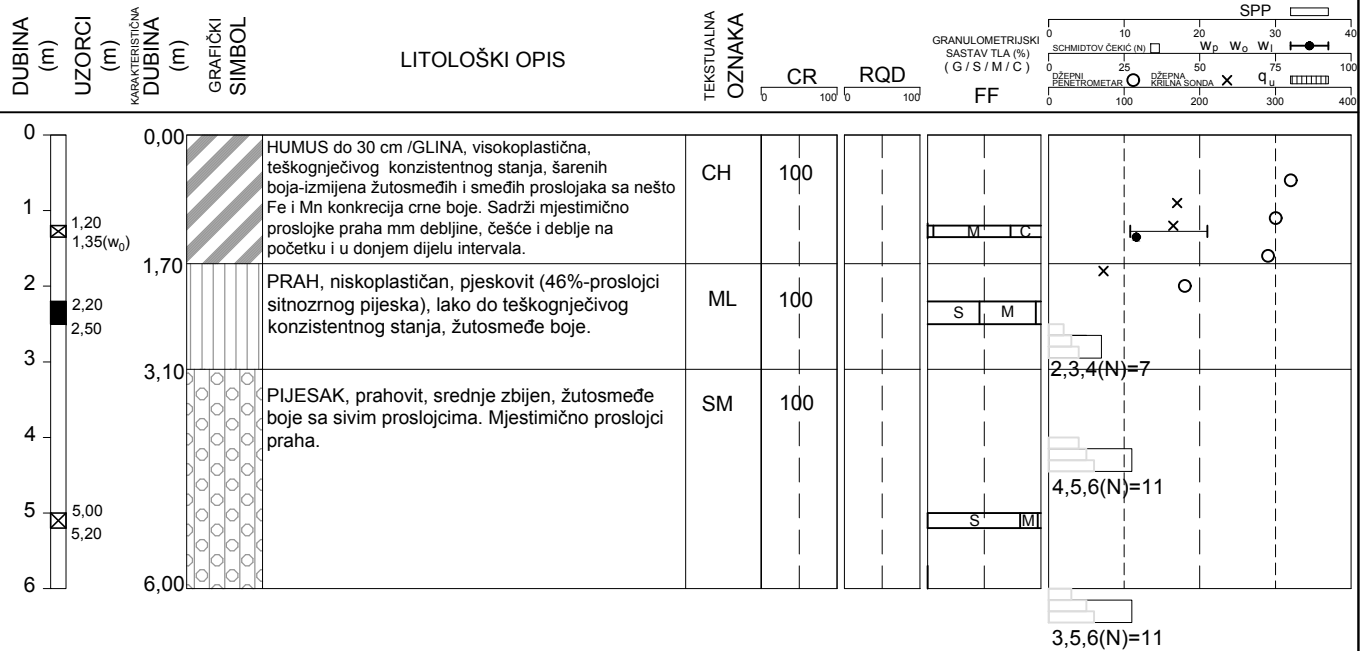 DUBINA
(m)
UZORCI
(m)
KARAKTERISTIČNA
DUBINA
(m)
GRAFIČKI
SIMBOL
LITOLOŠKI OPIS
TEKSTUALNA
OZNAKA
CR
0 100
RQD
0 100
GRANULOMETRIJSKI
SASTAV TLA (%)
( G / S / M / C )
FF
SPP
0 10 20 30 40
SCHMIDTOV ČEKIĆ (N)
wp wo wl
0 25 50 75 100
DŽEPNI
PENETROMETAR
DŽEPNA
KRILNA SONDA
qu
0 100 200 300 400
0
0,00
HUMUS do 30 cm /GLINA, visokoplastična,
teškognječivog konzistentnog stanja, šarenih
boja-izmijena žutosmeđih i smeđih proslojaka sa nešto
Fe i Mn konkrecija crne boje. Sadrži mjestimično
proslojke praha mm debljine, češće i deblje na
početku i u donjem dijelu intervala.
CH
100
1
1,20
1,35(w0)
M C
1,70
PRAH, niskoplastičan, pjeskovit (46%-proslojci
sitnozrnog pijeska), lako do teškognječivog
konzistentnog stanja, žutosmeđe boje.
ML
100
2
2,20
2,50
S M
2,3,4(N)=7
3
3,10
PIJESAK, prahovit, srednje zbijen, žutosmeđe
boje sa sivim proslojcima. Mjestimično proslojci
praha.
SM
100
4
4,5,6(N)=11
5
5,00
5,20
S M
6
6,00
3,5,6(N)=11